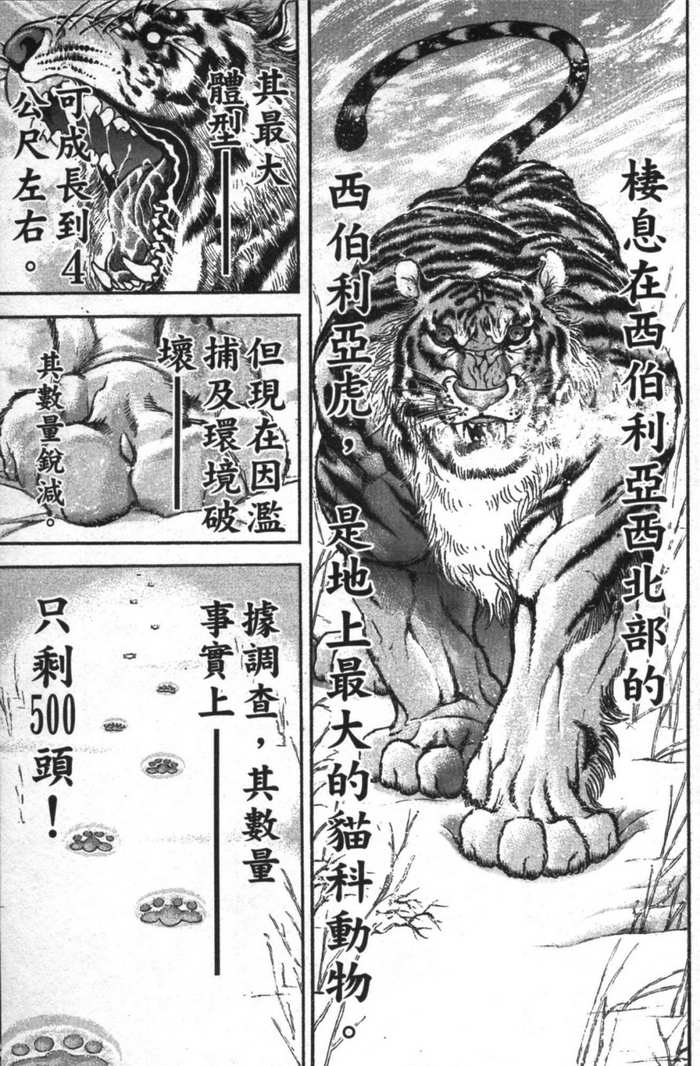 棲息在西伯利亞西北部的
西伯利亞虎，是地上最大的貓科動物。
其最大
體型——
可成長到4
公尺左右。
但現在因濫
捕及環境破
壞——
其數量銳減。
據調查，其數量
事實上——
只剩500頭！